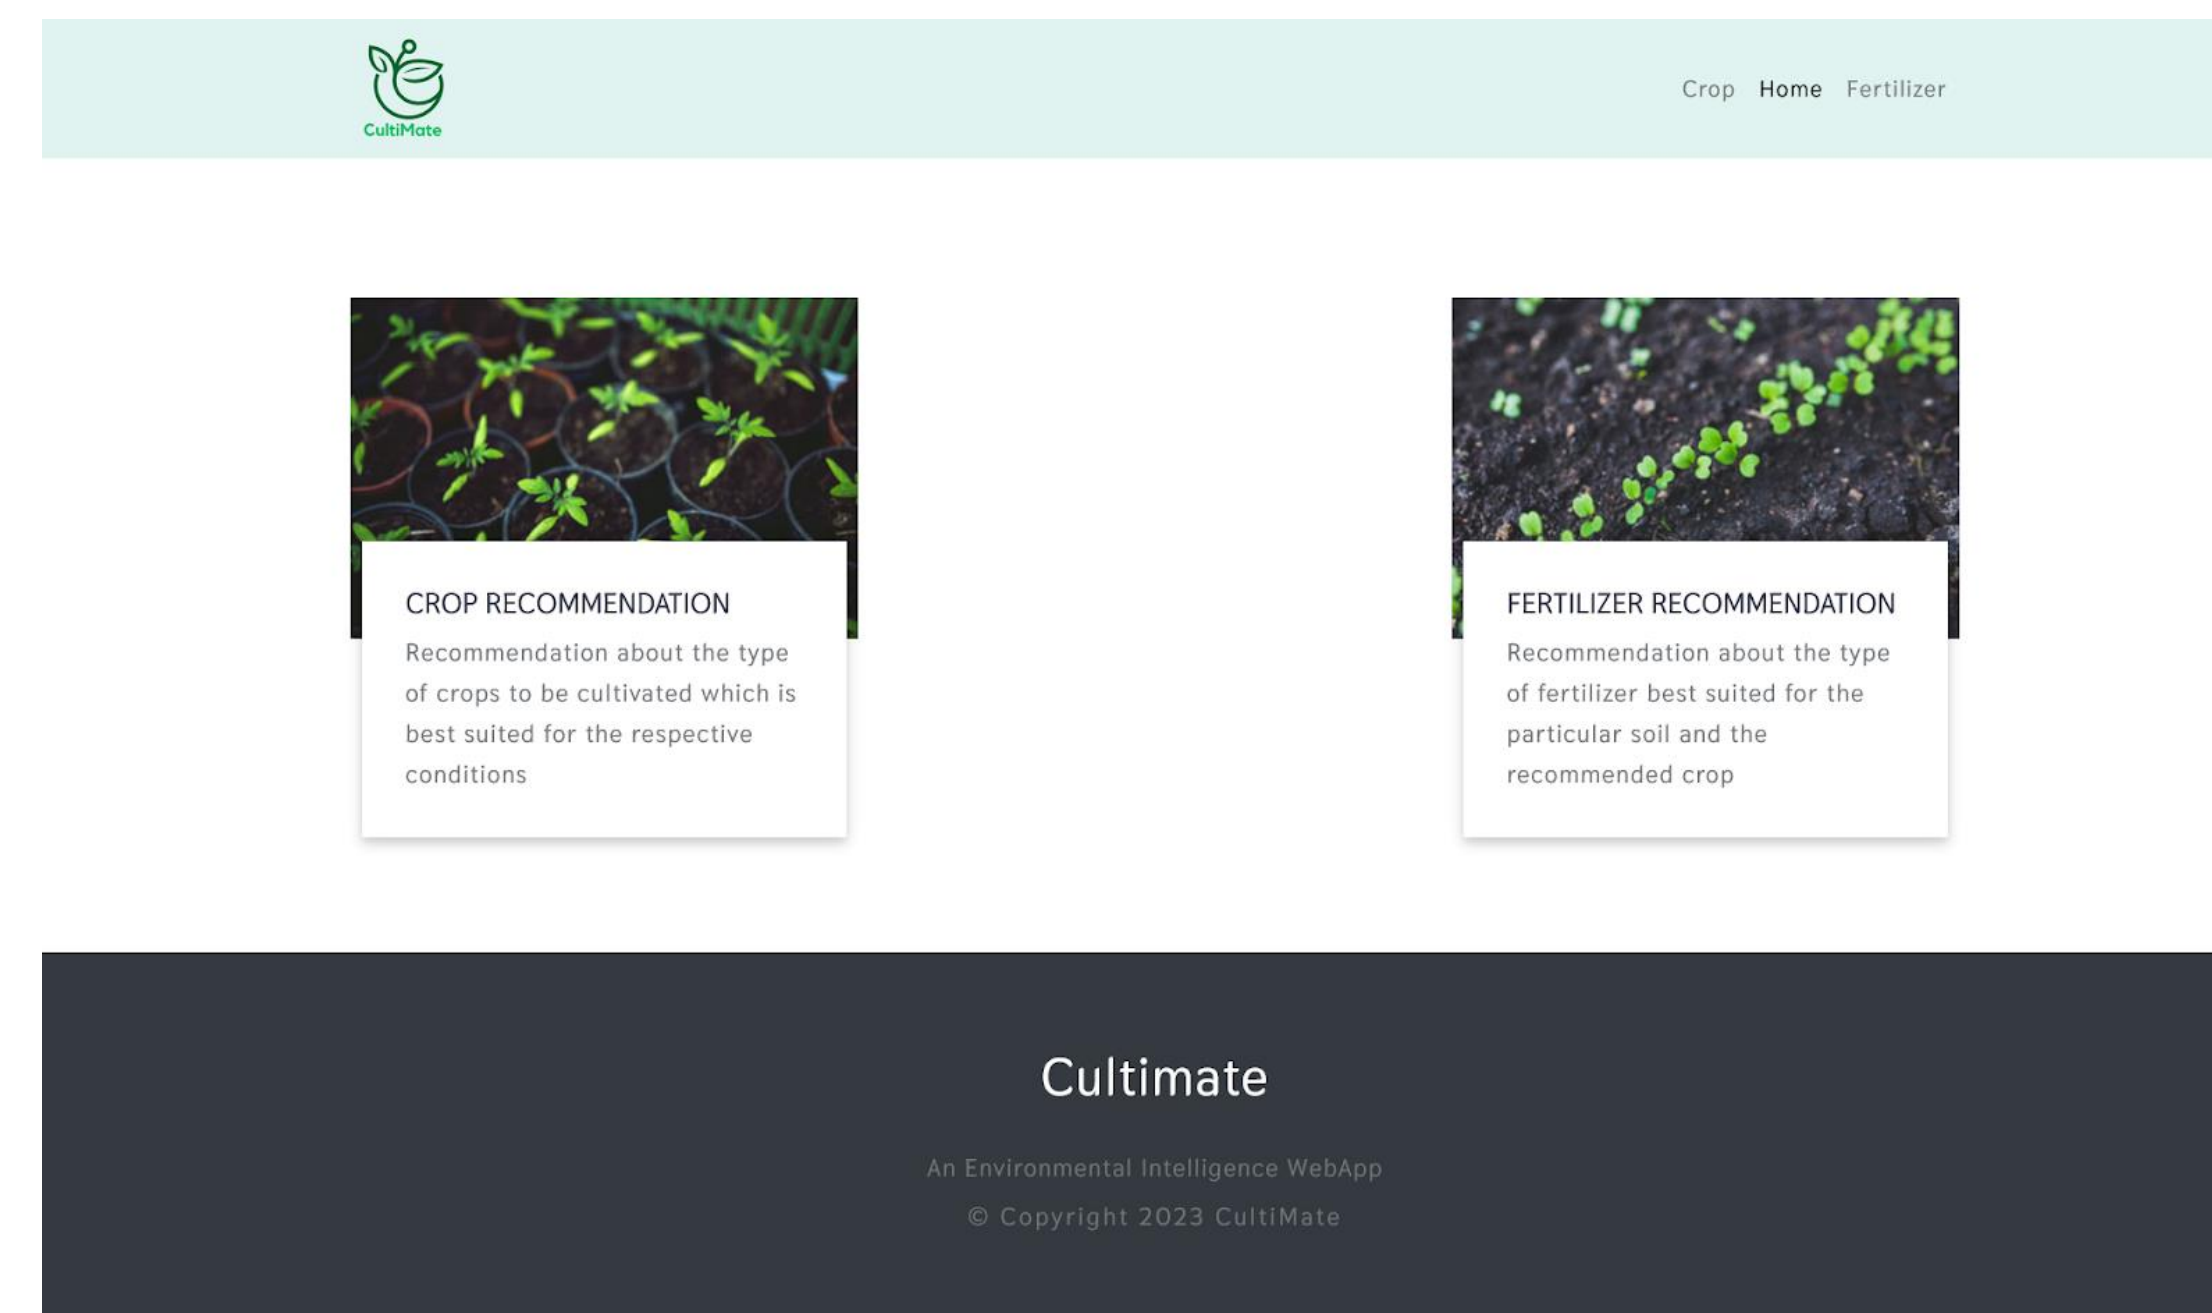 CultiMate
Crop Home Fertilizer
CROP RECOMMENDATION
Recommendation about the type
of crops to be cultivated which is
best suited for the respective
conditions
FERTILIZER RECOMMENDATION
Recommendation about the type
of fertilizer best suited for the
particular soil and the
recommended crop
Cultimate
An Environmental Intelligence WebApp
© Copyright 2023 CultiMate